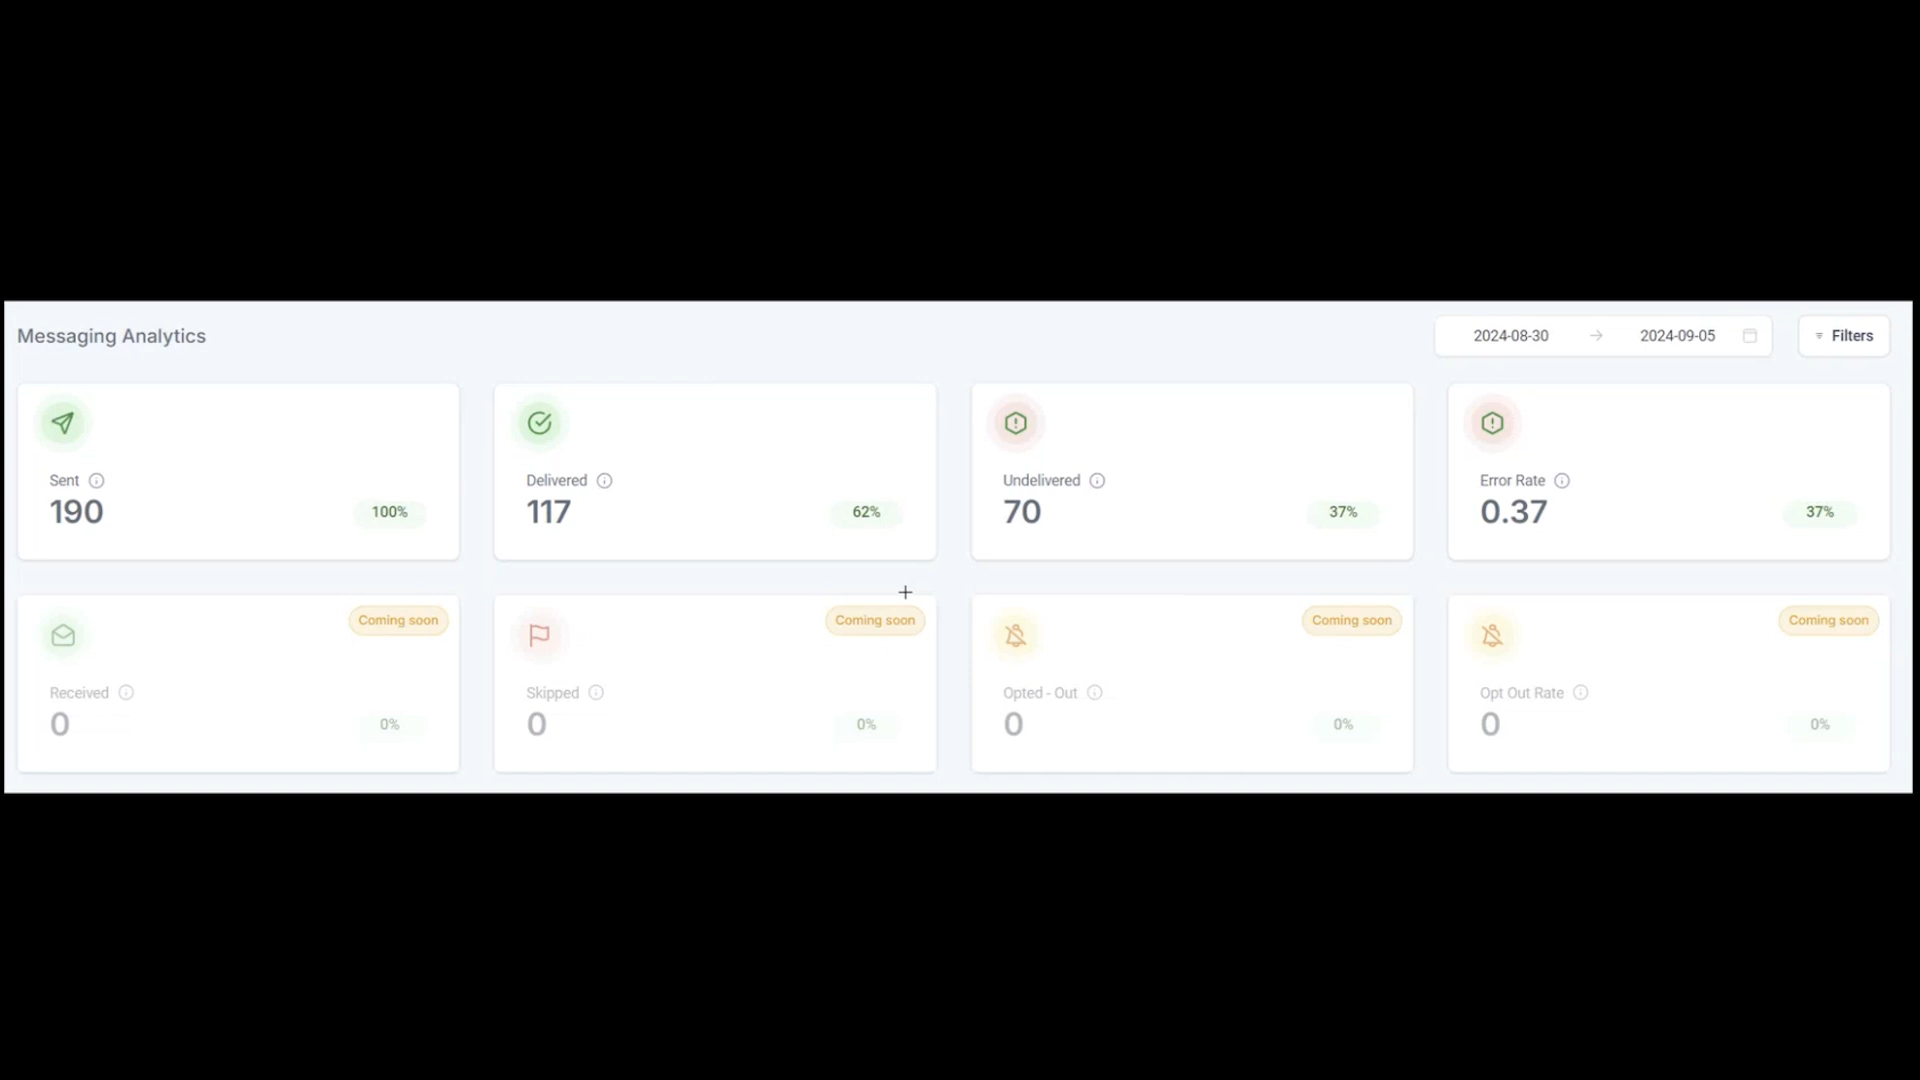 Messaging Analytics
2024-08-30 → 2024-09-05
Filters
Sent
190
100%
Delivered
117
62%
Undelivered
70
37%
Error Rate
0.37
37%
Coming soon
Received
0
0%
Coming soon
Skipped
0
0%
Coming soon
Opted - Out
0
0%
Coming soon
Opt Out Rate
0
0%